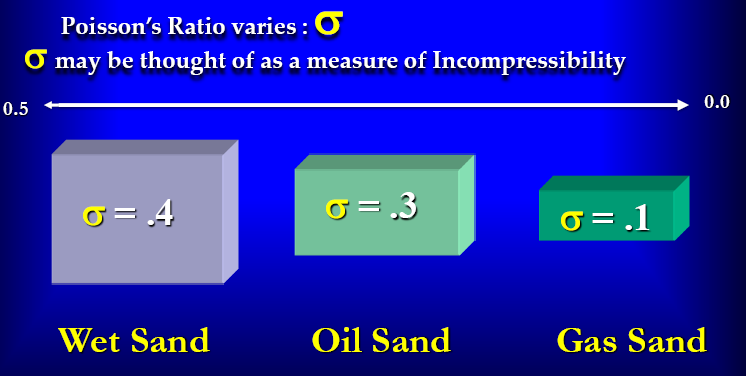 Poisson's Ratio varies : σ
σ may be thought of as a measure of Incompressibility
0.5 0.0
σ = .4 σ = .3 σ = .1
Wet Sand Oil Sand Gas Sand